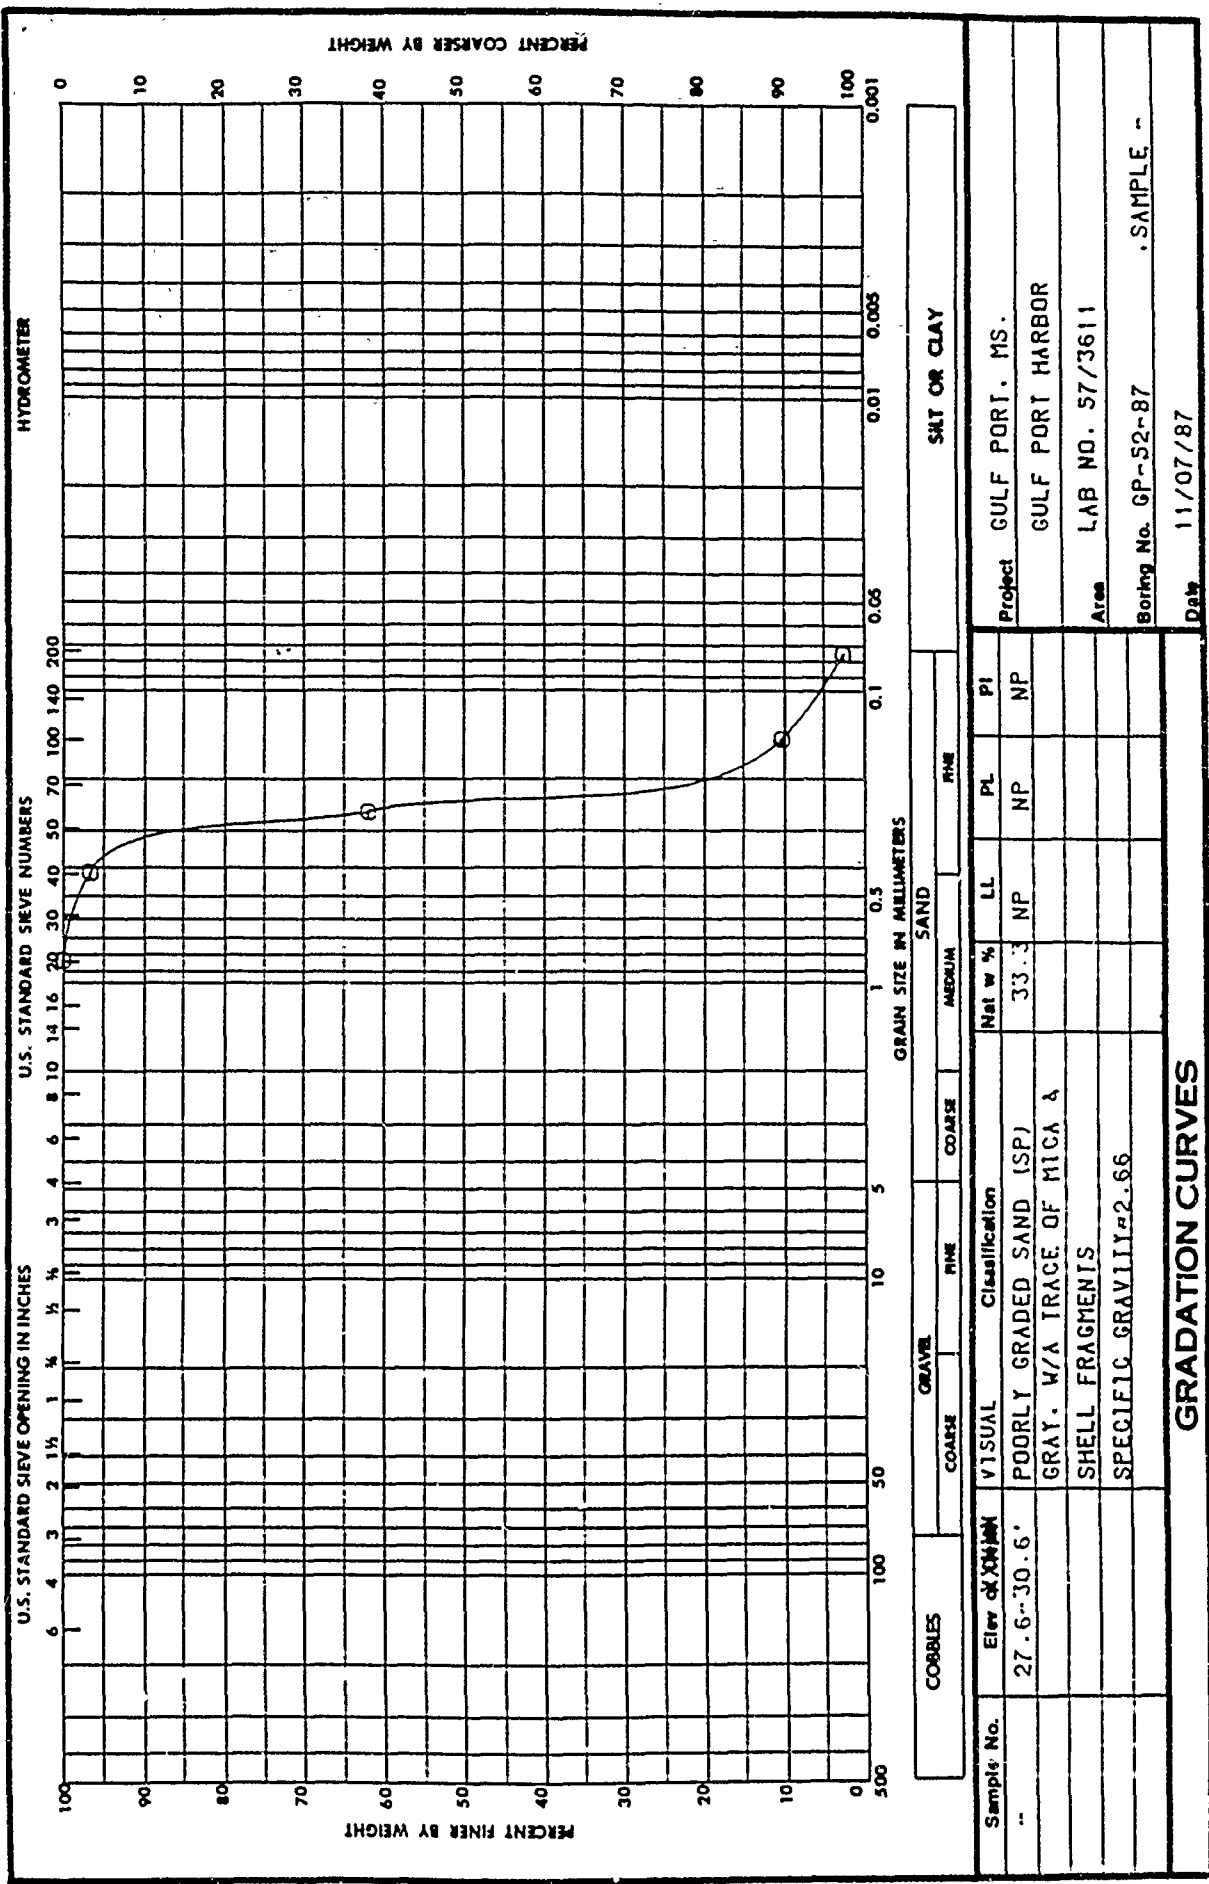 U.S. STANDARD SIEVE OPENING IN INCHES U.S. STANDARD SIEVE NUMBERS HYDROMETER
6 4 3 2 1½ 1 ¾ ½ ⅜ 3 4 6 8 10 14 16 20 30 40 50 70 100 140 200
PERCENT FINER BY WEIGHT
100
90
80
70
60
50
40
30
20
10
0
PERCENT COARSER BY WEIGHT
0
10
20
30
40
50
60
70
80
90
100
500 100 50 10 5 1 0.5 0.1 0.05 0.01 0.005 0.001
GRAIN SIZE IN MILLIMETERS
COBBLES GRAVEL SAND SILT OR CLAY
COARSE FINE COARSE MEDIUM FINE
Sample No. Elev or VISUAL Classification Nat w % LL PL PI
-- 27.6-30.6' POORLY GRADED SAND (SP) 33.3 NP NP NP
GRAY. W/A TRACE OF MICA &
SHELL FRAGMENTS
SPECIFIC GRAVITY=2.66
Project GULF PORT. MS.
GULF PORT HARBOR
Area LAB NO. 57/3611
Boring No. GP-52-87 .SAMPLE -
Date 11/07/87
GRADATION CURVES